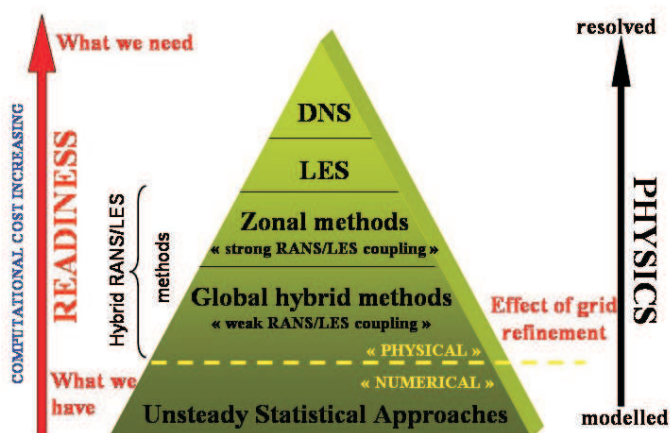 What we need
resolved
COMPUTATIONAL COST INCREASING
READINESS
Hybrid RANS/LES
methods
DNS
LES
Zonal methods
« strong RANS/LES coupling »
Global hybrid methods
« weak RANS/LES coupling »
Effect of grid
refinement
PHYSICS
« PHYSICAL »
« NUMERICAL »
What we
have
Unsteady Statistical Approaches
modelled